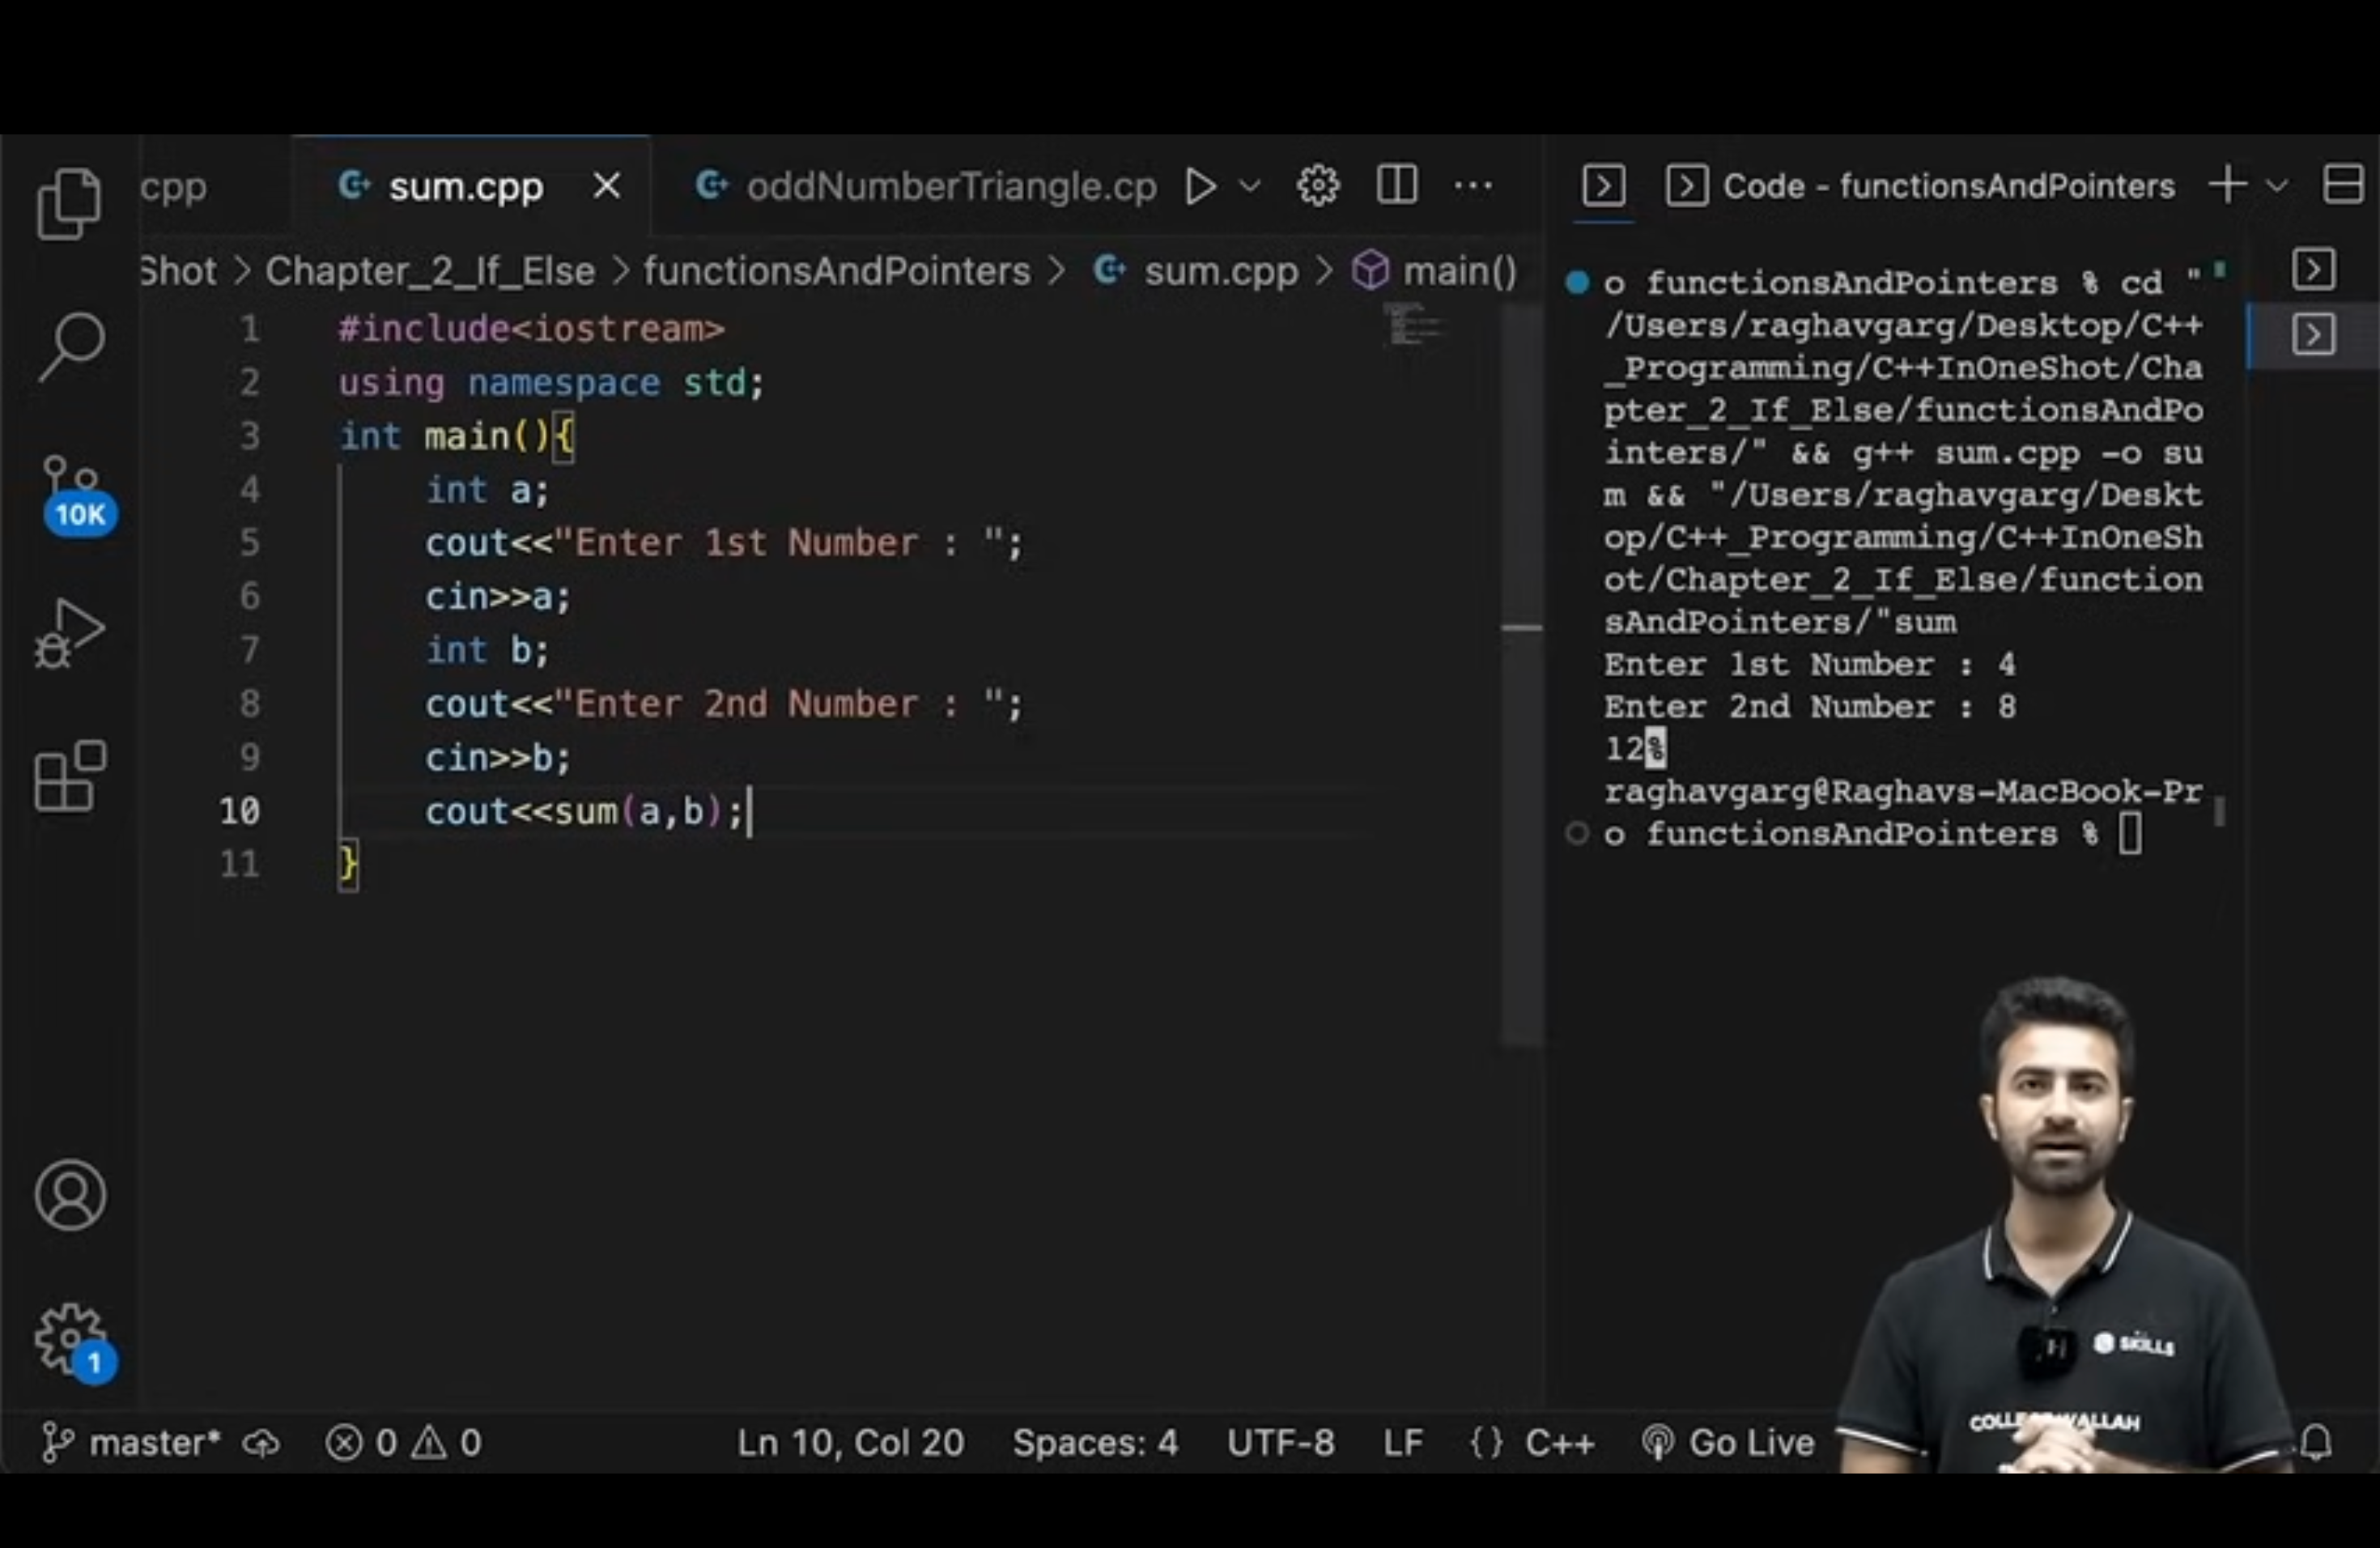 cpp
sum.cpp
oddNumberTriangle.cp
Code - functionsAndPointers
Shot > Chapter_2_If_Else > functionsAndPointers > sum.cpp > main()
1 #include<iostream>
2 using namespace std;
3 int main(){
4 int a;
5 cout<<"Enter 1st Number : ";
6 cin>>a;
7 int b;
8 cout<<"Enter 2nd Number : ";
9 cin>>b;
10 cout<<sum(a,b);
11 }
10K
1
o functionsAndPointers % cd "
/Users/raghavgarg/Desktop/C++
_Programming/C++InOneShot/Cha
pter_2_If_Else/functionsAndPo
inters/" && g++ sum.cpp -o su
m && "/Users/raghavgarg/Deskt
op/C++_Programming/C++InOneSh
ot/Chapter_2_If_Else/function
sAndPointers/"sum
Enter 1st Number : 4
Enter 2nd Number : 8
12%
raghavgarg@Raghavs-MacBook-Pr
o functionsAndPointers %
SKILLS
master* 0 0 Ln 10, Col 20 Spaces: 4 UTF-8 LF {} C++ Go Live